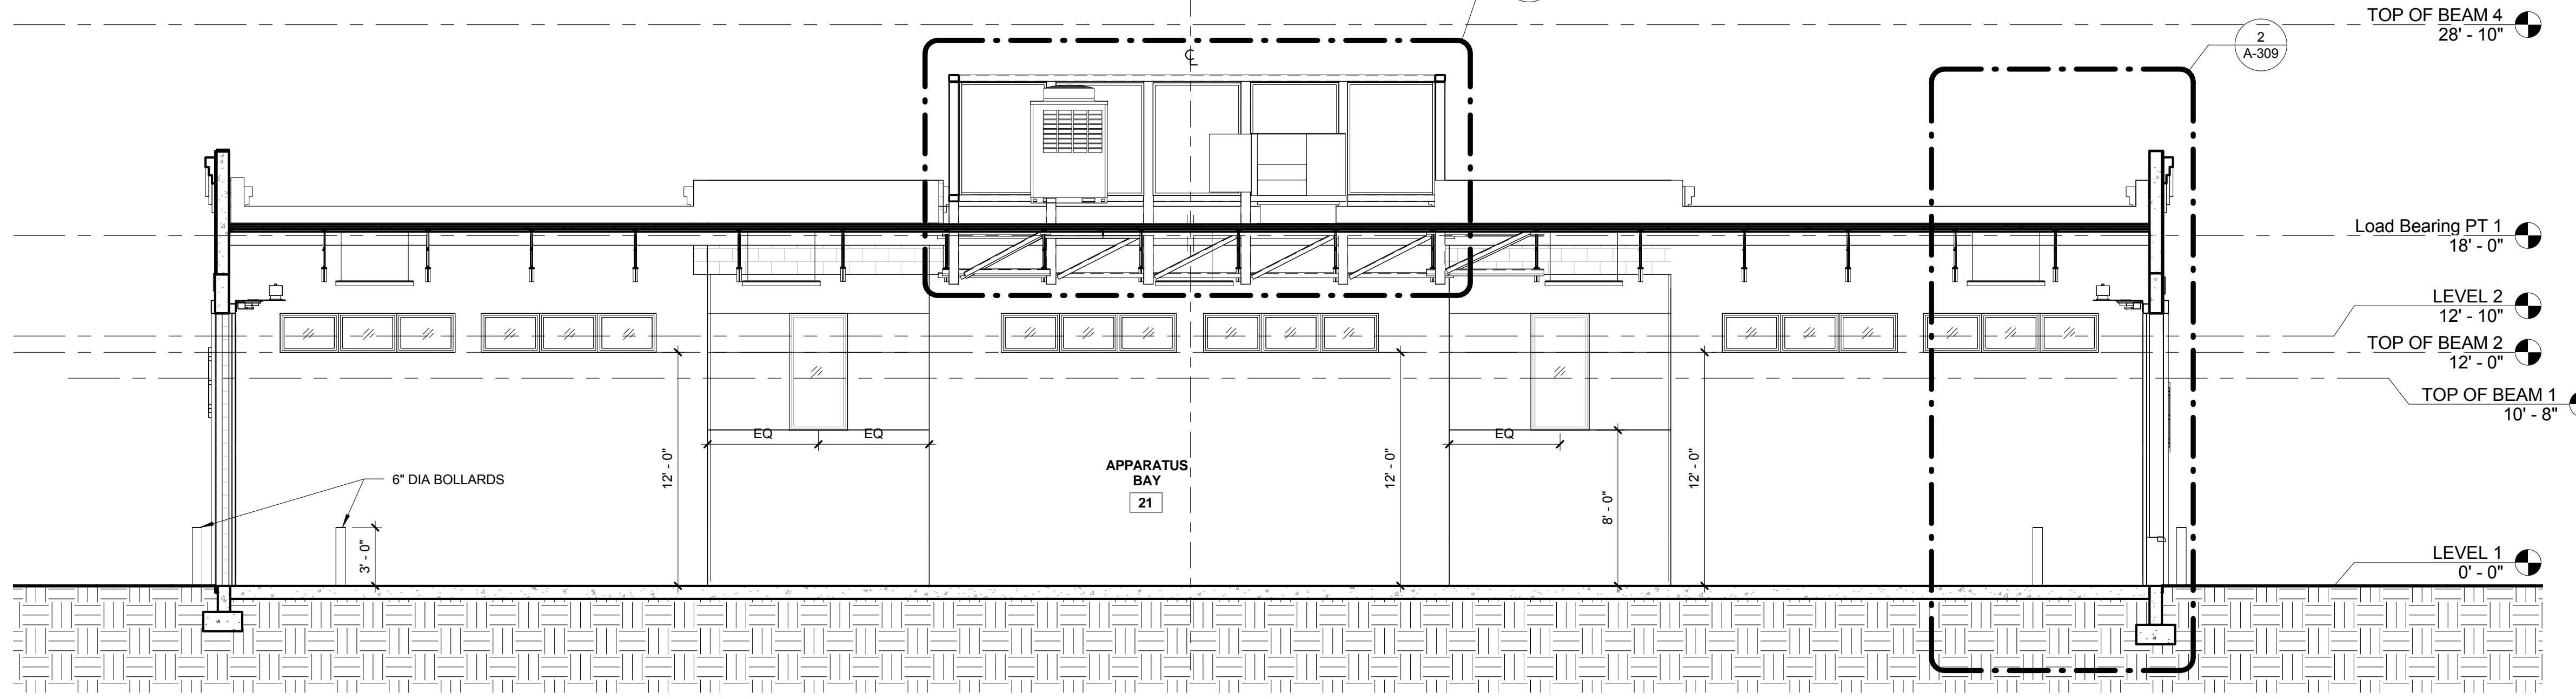 TOP OF BEAM 4
28' - 10"
2
A-309
℄
Load Bearing PT 1
18' - 0"
LEVEL 2
12' - 10"
TOP OF BEAM 2
12' - 0"
TOP OF BEAM 1
10' - 8"
EQ
EQ
EQ
6" DIA BOLLARDS
3' - 0"
12' - 0"
APPARATUS
BAY
21
12' - 0"
8' - 0"
12' - 0"
LEVEL 1
0' - 0"